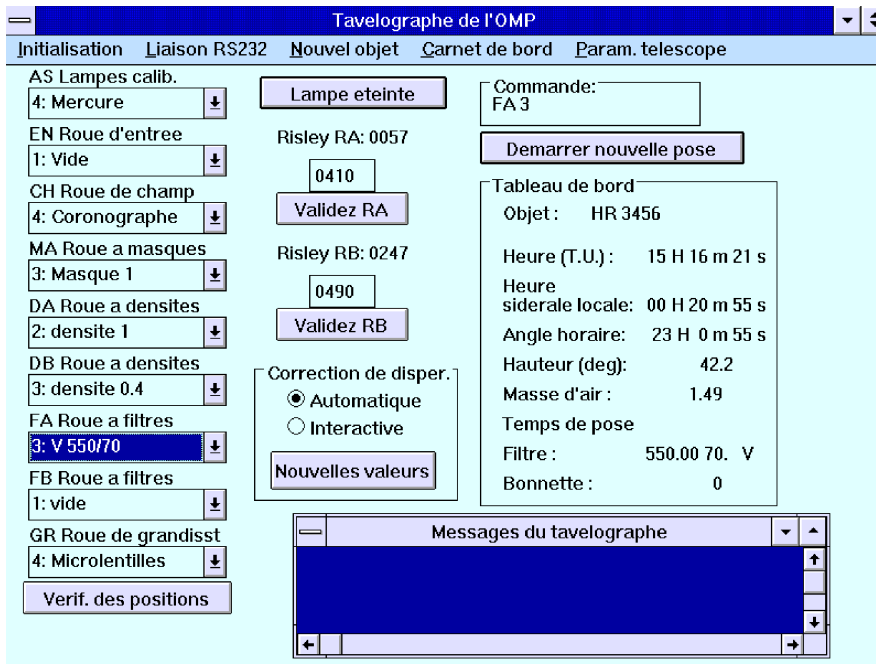 Tavelographe de l'OMP
Initialisation Liaison RS232 Nouvel objet Carnet de bord Param. telescope
AS Lampes calib.
4: Mercure
EN Roue d'entree
1: Vide
CH Roue de champ
4: Coronographe
MA Roue a masques
3: Masque 1
DA Roue a densites
2: densite 1
DB Roue a densites
3: densite 0.4
FA Roue a filtres
3: V 550/70
FB Roue a filtres
1: vide
GR Roue de grandisst
4: Microlentilles
Verif. des positions
Lampe eteinte
Risley RA: 0057
0410
Validez RA
Risley RB: 0247
0490
Validez RB
Correction de disper.
Automatique
Interactive
Nouvelles valeurs
Commande:
FA 3
Demarrer nouvelle pose
Tableau de bord
Objet : HR 3456
Heure (T.U.) : 15 H 16 m 21 s
Heure
siderale locale: 00 H 20 m 55 s
Angle horaire: 23 H 0 m 55 s
Hauteur (deg): 42.2
Masse d'air : 1.49
Temps de pose
Filtre : 550.00 70. V
Bonnette : 0
Messages du tavelographe